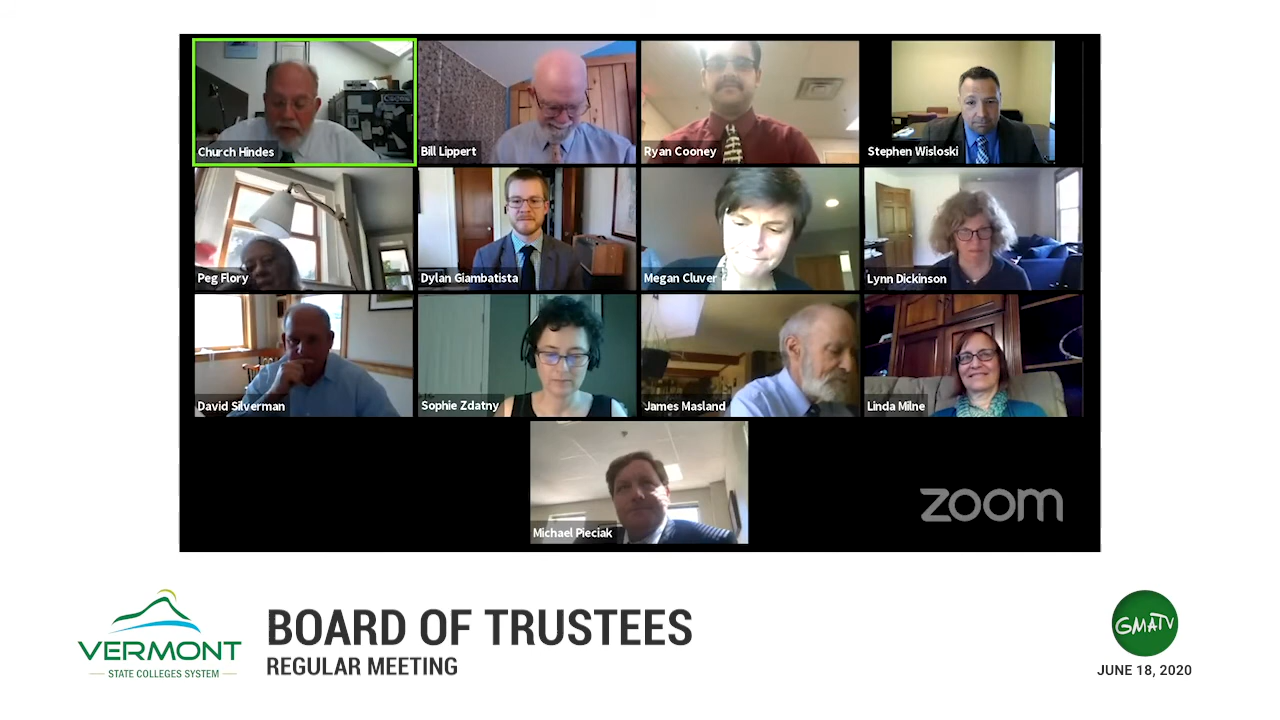 Church Hindes
Bill Lippert
Ryan Cooney
Stephen Wisloski
Peg Flory
Dylan Giambatista
Megan Cluver
Lynn Dickinson
David Silverman
Sophie Zdatny
James Masland
Linda Milne
Michael Pieciak
zoom
VERMONT
STATE COLLEGES SYSTEM
BOARD OF TRUSTEES
REGULAR MEETING
GMATV
JUNE 18, 2020